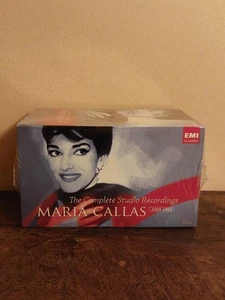 EMI
CLASSICS
The Complete Studio Recordings
MARIA CALLAS